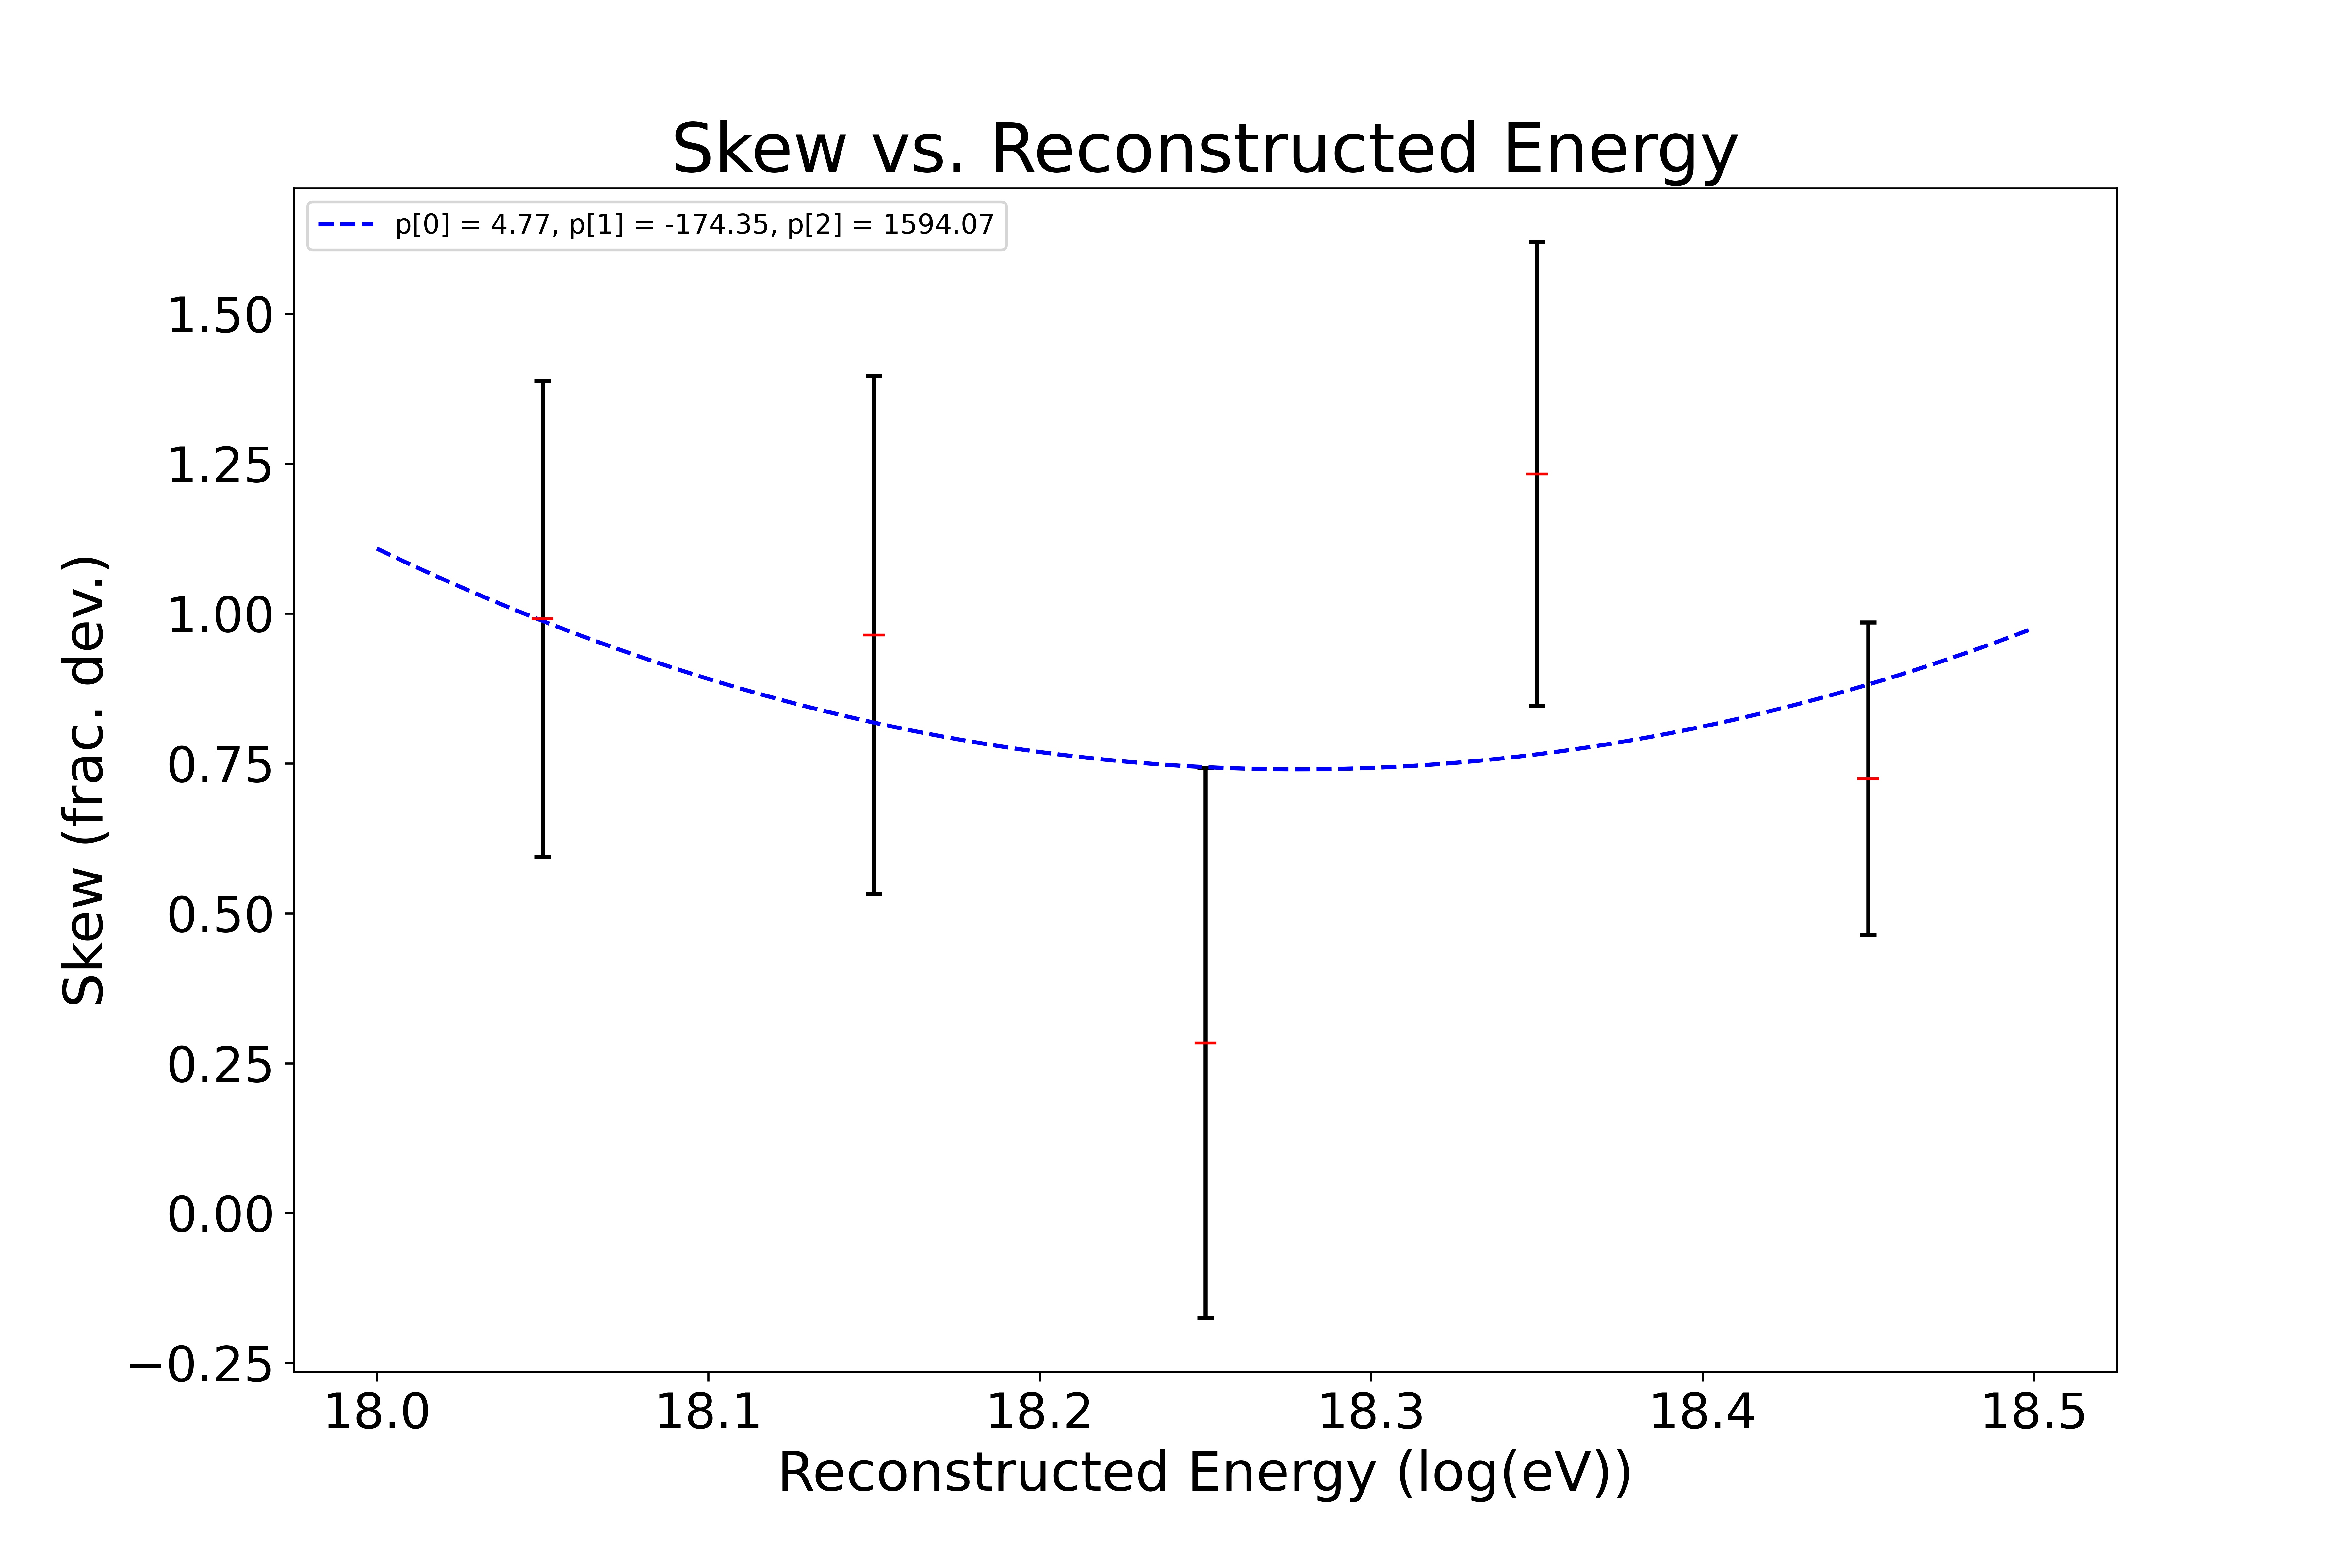 Skew vs. Reconstructed Energy
p[0] = 4.77, p[1] = -174.35, p[2] = 1594.07
Skew (frac. dev.)
1.50
1.25
1.00
0.75
0.50
0.25
0.00
−0.25
18.0 18.1 18.2 18.3 18.4 18.5
Reconstructed Energy (log(eV))